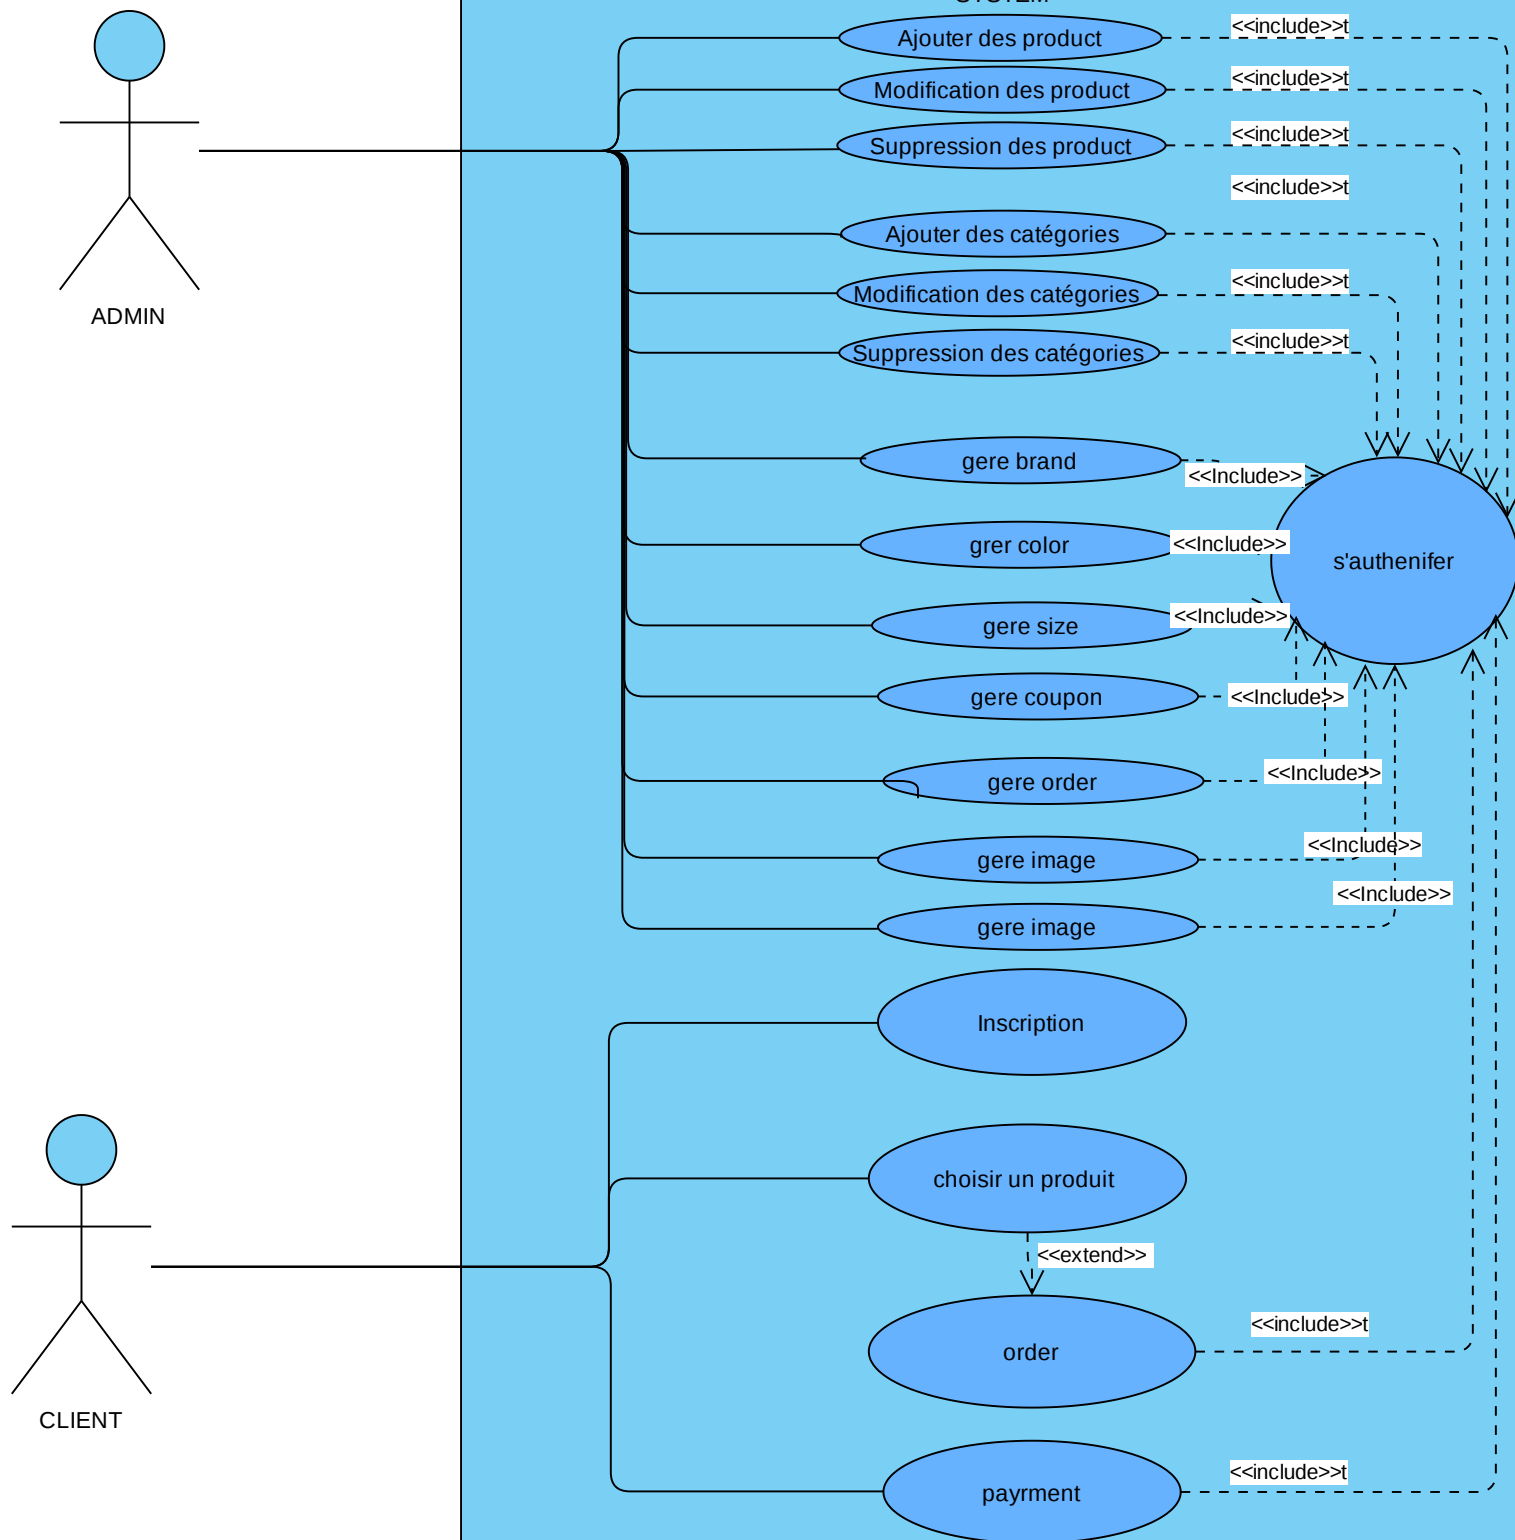 Ajouter des product
<<include>>t
Modification des product
<<include>>t
Suppression des product
<<include>>t
<<include>>t
Ajouter des catégories
Modification des catégories
<<include>>t
Suppression des catégories
<<include>>t
ADMIN
gere brand
<<Include>>
grer color
<<Include>>
s'authenifer
gere size
<<Include>>
gere coupon
<<Include>>
gere order
<<Include>>
gere image
<<Include>>
gere image
<<Include>>
Inscription
choisir un produit
<<extend>>
order
<<include>>t
CLIENT
payrment
<<include>>t